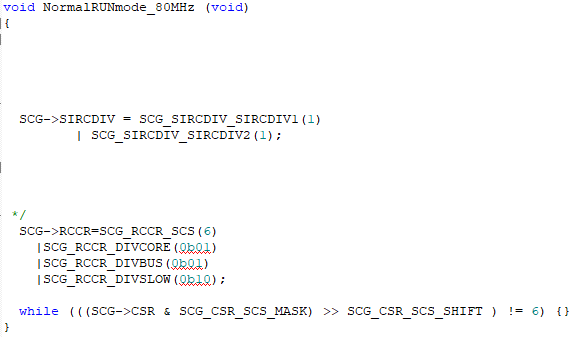 void NormalRUNmode_80MHz (void)
{
SCG->SIRCDIV = SCG_SIRCDIV_SIRCDIV1(1)
| SCG_SIRCDIV_SIRCDIV2(1);
*/
SCG->RCCR=SCG_RCCR_SCS(6)
|SCG_RCCR_DIVCORE(0b01)
|SCG_RCCR_DIVBUS(0b01)
|SCG_RCCR_DIVSLOW(0b10);
while (((SCG->CSR & SCG_CSR_SCS_MASK) >> SCG_CSR_SCS_SHIFT ) != 6) {}
}